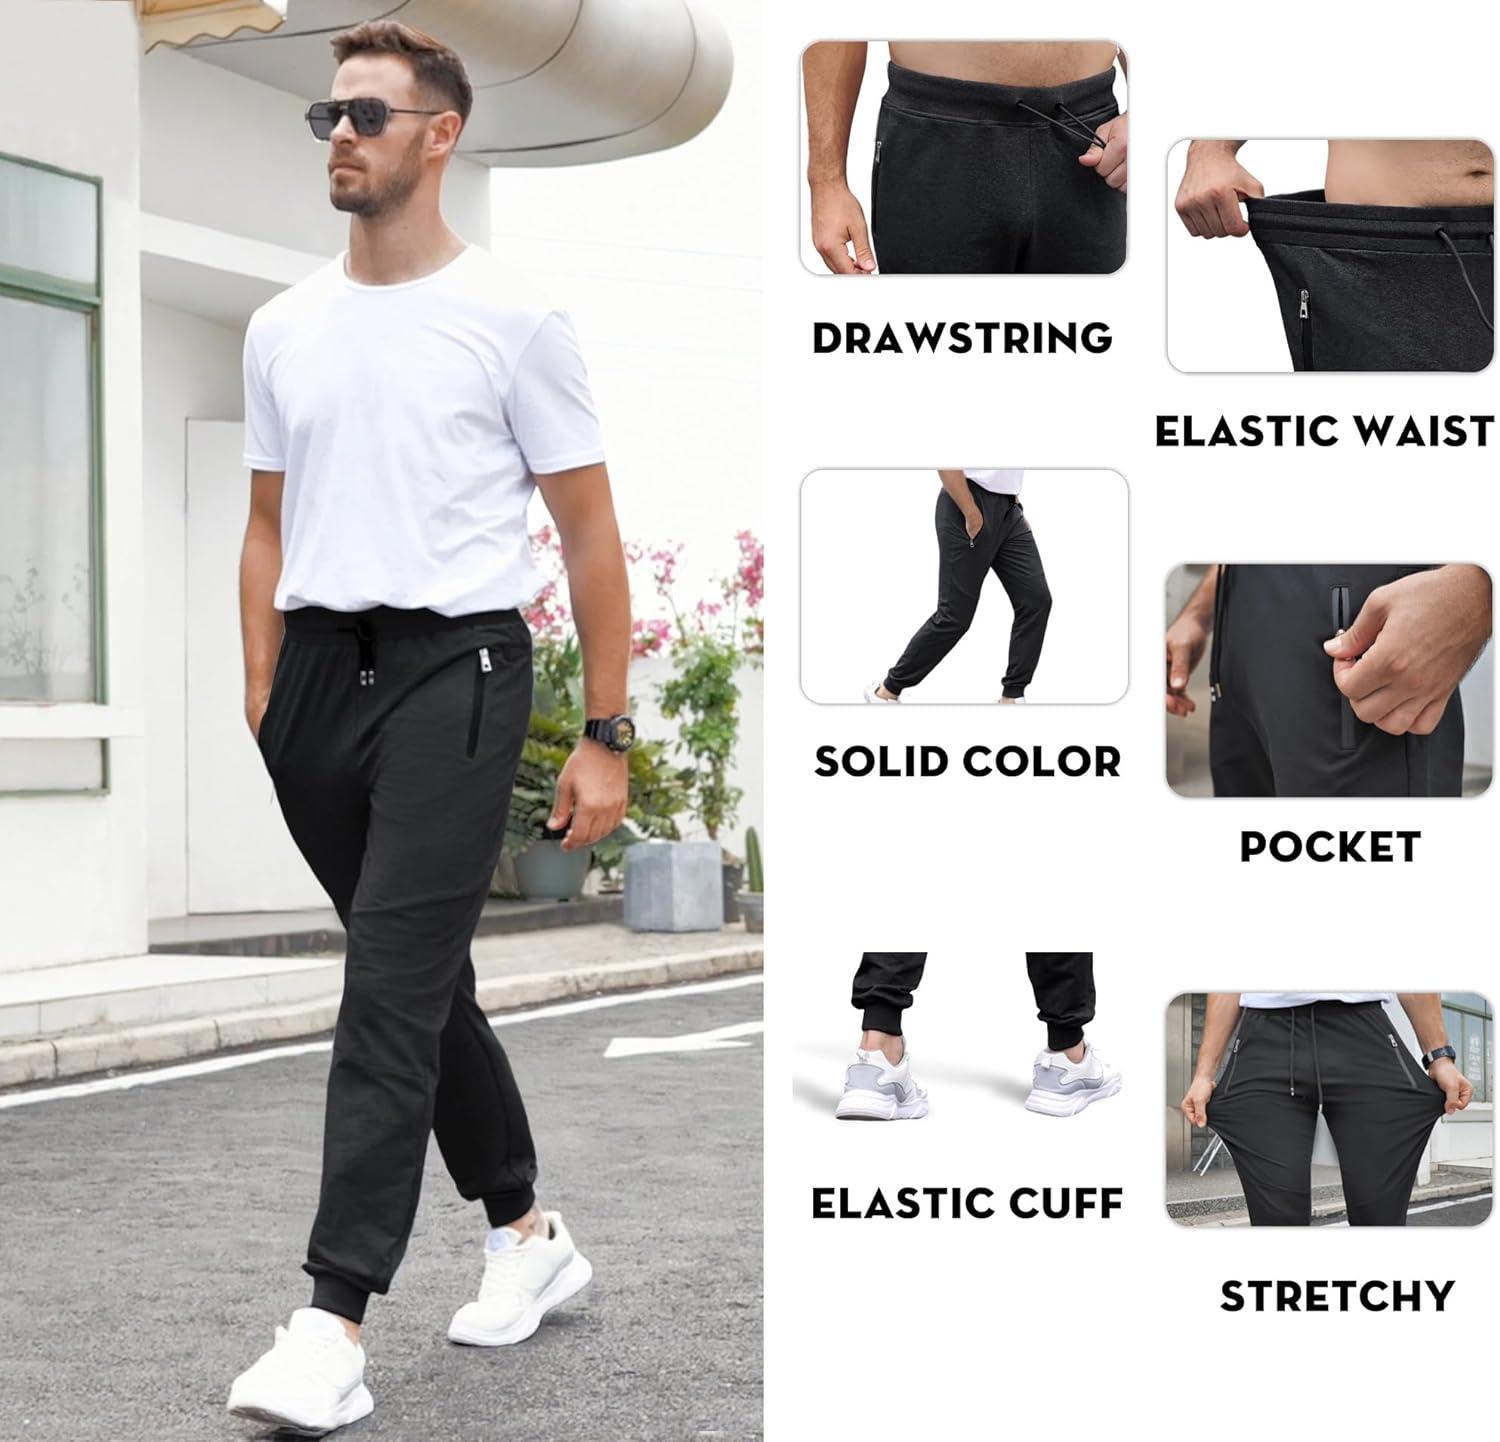 DRAWSTRING
ELASTIC WAIST
SOLID COLOR
POCKET
ELASTIC CUFF
STRETCHY